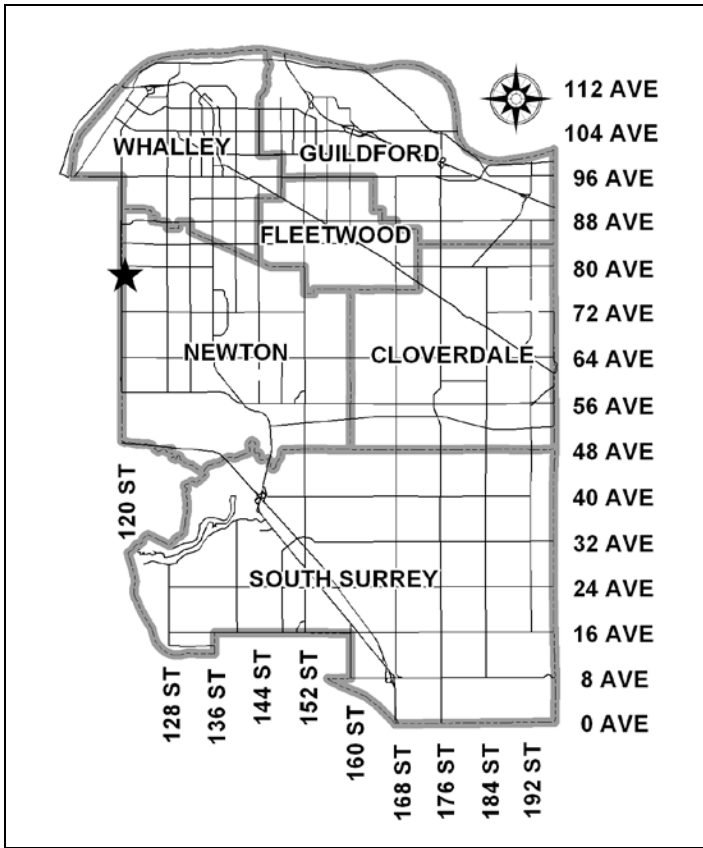 112 AVE
104 AVE
WHALLEY
GUILDFORD
96 AVE
88 AVE
FLEETWOOD
80 AVE
72 AVE
NEWTON
CLOVERDALE
64 AVE
56 AVE
48 AVE
120 ST
40 AVE
32 AVE
SOUTH SURREY
24 AVE
16 AVE
128 ST
136 ST
144 ST
152 ST
160 ST
8 AVE
0 AVE
168 ST
176 ST
184 ST
192 ST